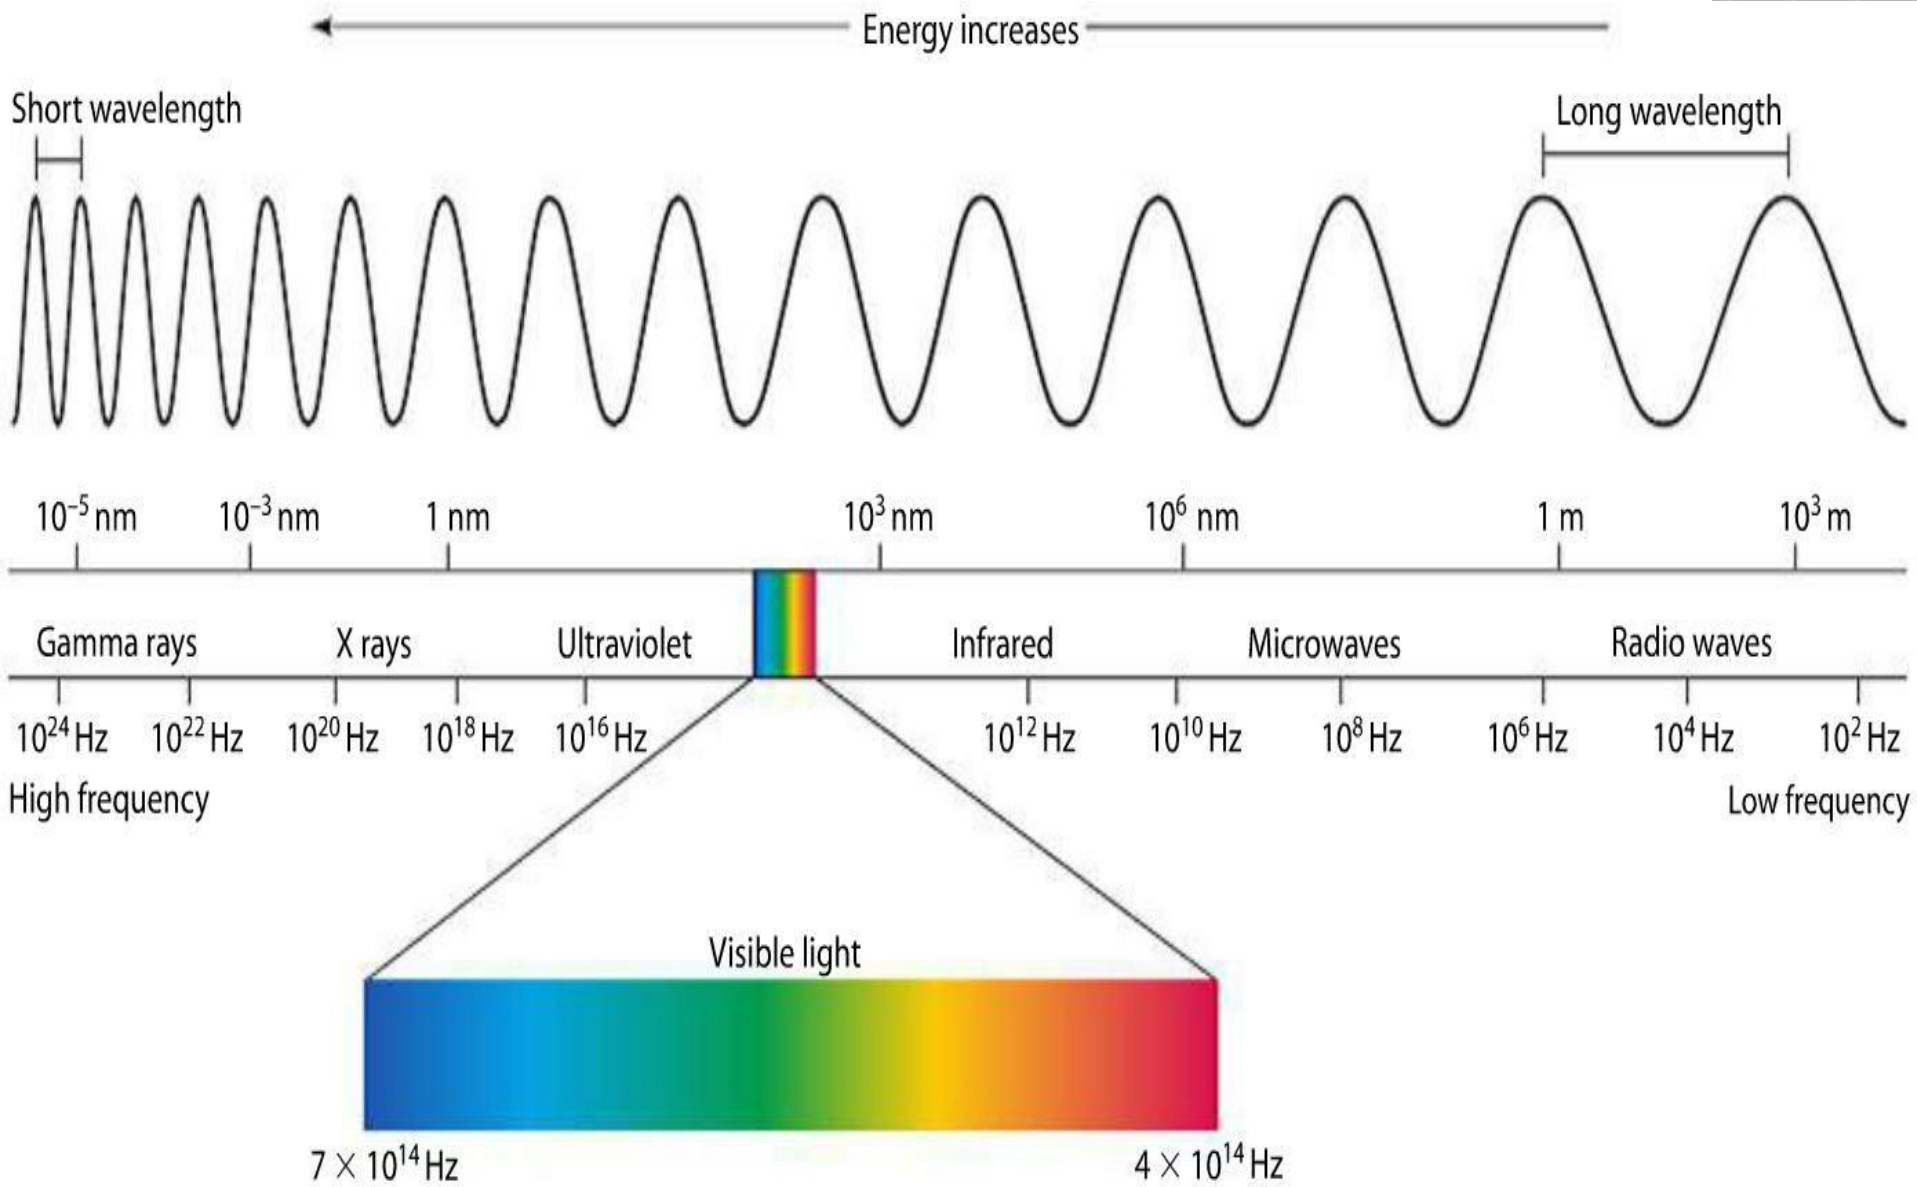 Energy increases
Short wavelength
Long wavelength
10⁻⁵ nm 10⁻³ nm 1 nm 10³ nm 10⁶ nm 1 m 10³ m
Gamma rays X rays Ultraviolet Infrared Microwaves Radio waves
10²⁴ Hz 10²² Hz 10²⁰ Hz 10¹⁸ Hz 10¹⁶ Hz 10¹² Hz 10¹⁰ Hz 10⁸ Hz 10⁶ Hz 10⁴ Hz 10² Hz
High frequency Low frequency
Visible light
7 × 10¹⁴ Hz 4 × 10¹⁴ Hz